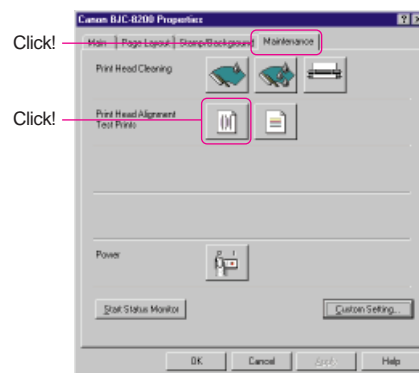 Canon BJC-8200 Properties
Click!
Main Page Layout Stamp/Background Maintenance
Print Head Cleaning
Click!
Print Head Alignment
Test Prints
Power
Start Status Monitor
Custom Setting...
OK Cancel Apply Help